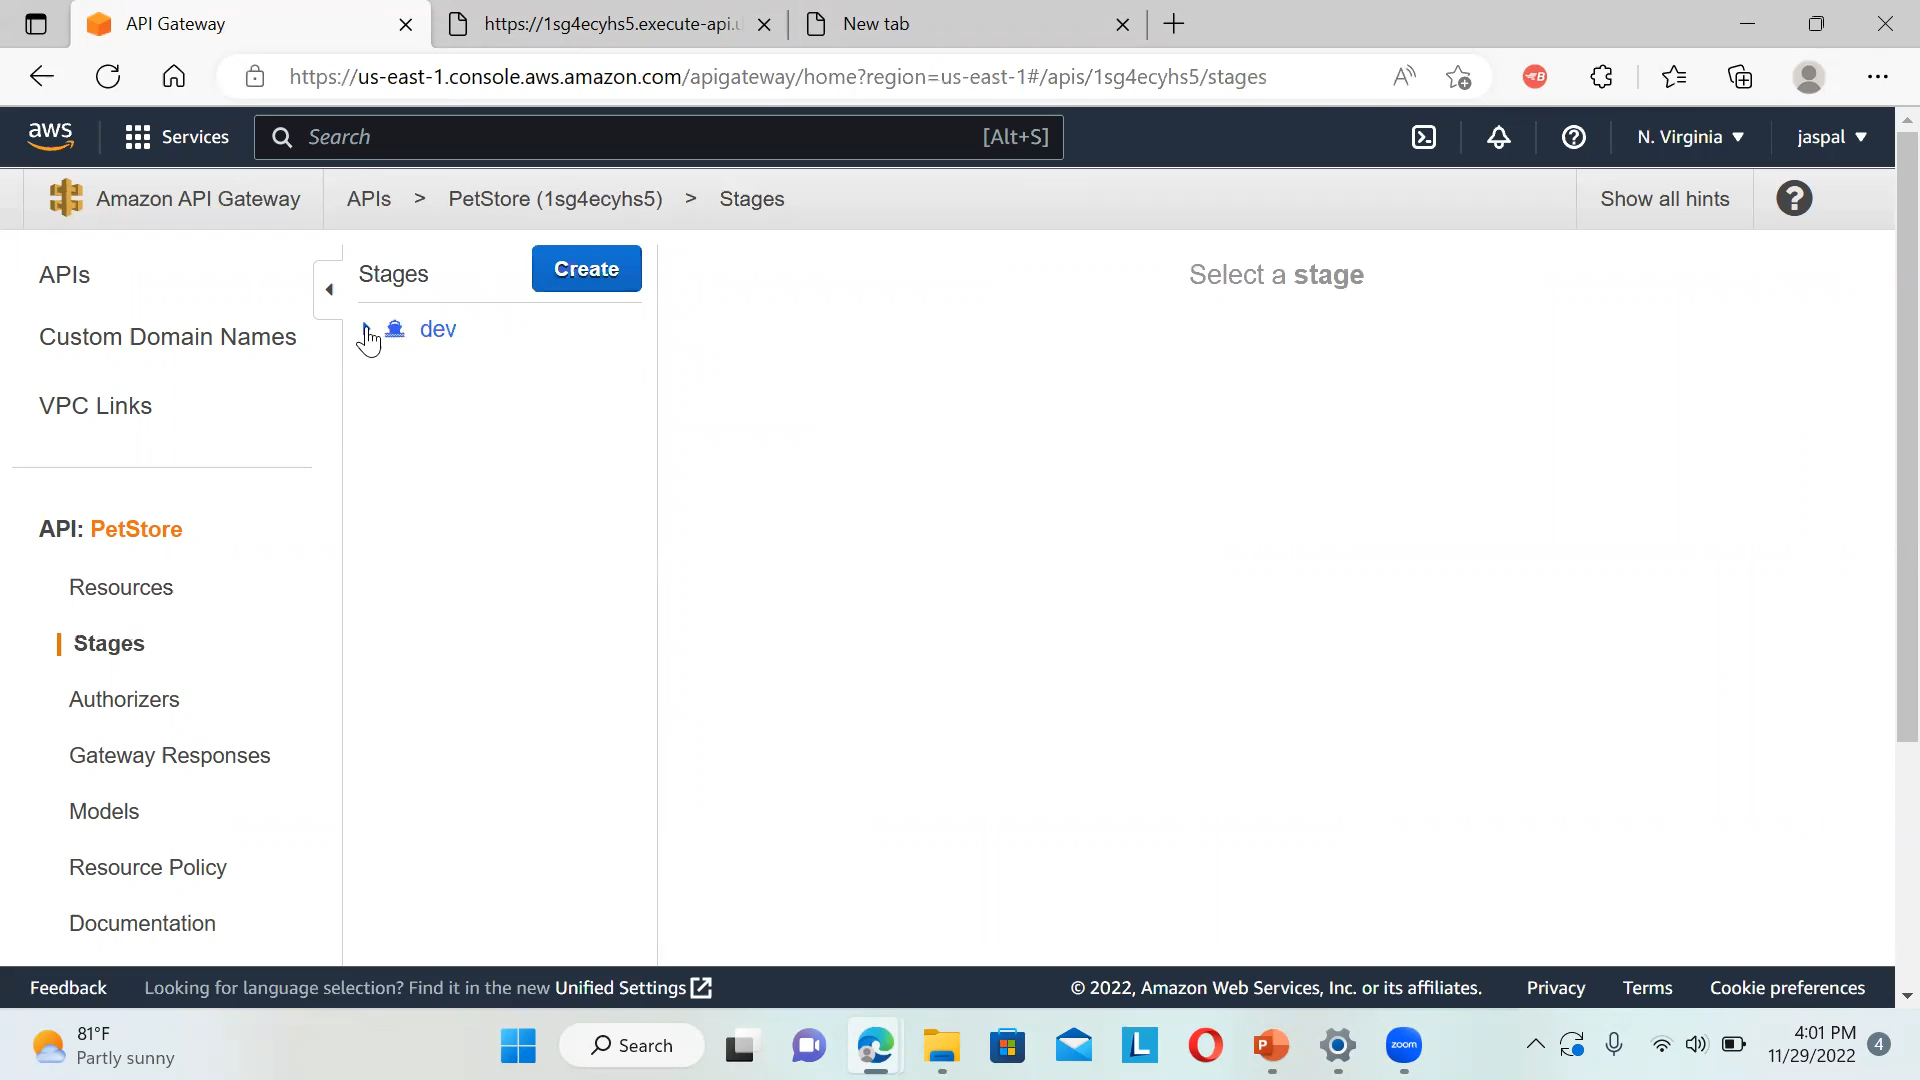 API Gateway
https://1sg4ecyhs5.execute-api.u
New tab
https://us-east-1.console.aws.amazon.com/apigateway/home?region=us-east-1#/apis/1sg4ecyhs5/stages
aws
Services
Search
[Alt+S]
N. Virginia
jaspal
Amazon API Gateway
APIs > PetStore (1sg4ecyhs5) > Stages
Show all hints
APIs
Custom Domain Names
VPC Links
API: PetStore
Resources
Stages
Authorizers
Gateway Responses
Models
Resource Policy
Documentation
Stages
Create
dev
Select a stage
Feedback
Looking for language selection? Find it in the new Unified Settings
© 2022, Amazon Web Services, Inc. or its affiliates.
Privacy
Terms
Cookie preferences
81°F
Partly sunny
Search
zoom
4:01 PM
11/29/2022
4